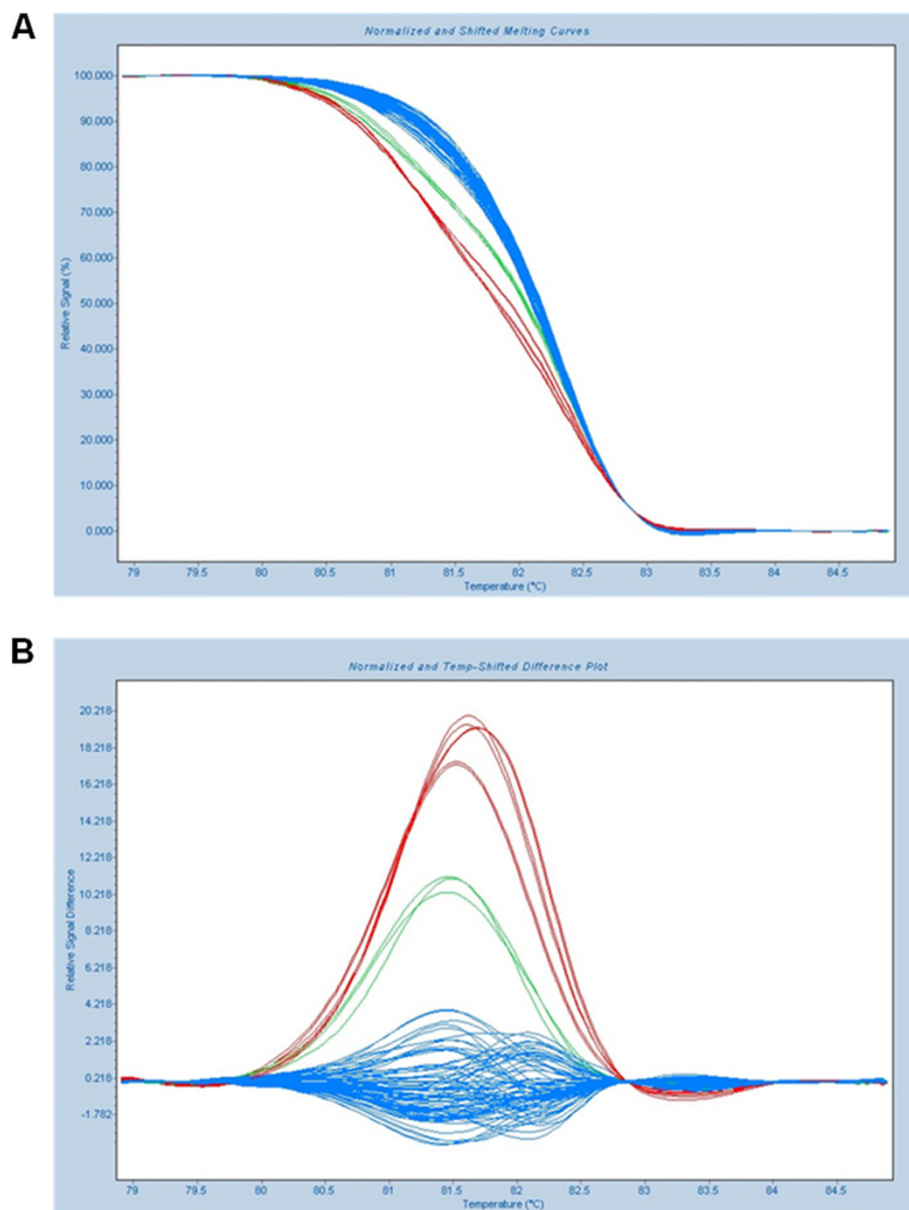 A
Normalized and Shifted Melting Curves
100.000
90.000
80.000
70.000
60.000
50.000
40.000
30.000
20.000
10.000
0.000
Relative Signal (%)
79 79.5 80 80.5 81 81.5 82 82.5 83 83.5 84 84.5
Temperature (°C)
B
Normalized and Temp-Shifted Difference Plot
20.218
18.218
16.218
14.218
12.218
10.218
8.218
6.218
4.218
2.218
0.218
-1.782
Relative Signal Difference
79 79.5 80 80.5 81 81.5 82 82.5 83 83.5 84 84.5
Temperature (°C)